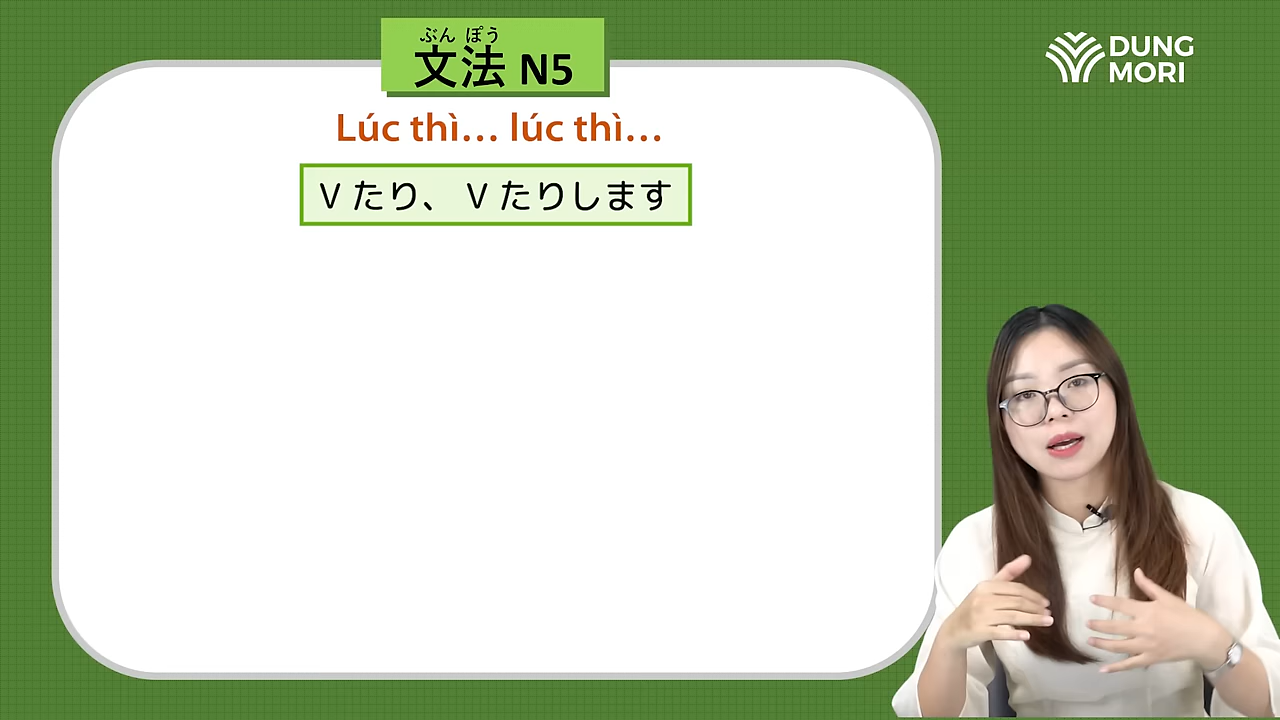 ぶん ぽう
文法 N5
Lúc thì... lúc thì...
V たり、 V たりします
DUNG
MORI